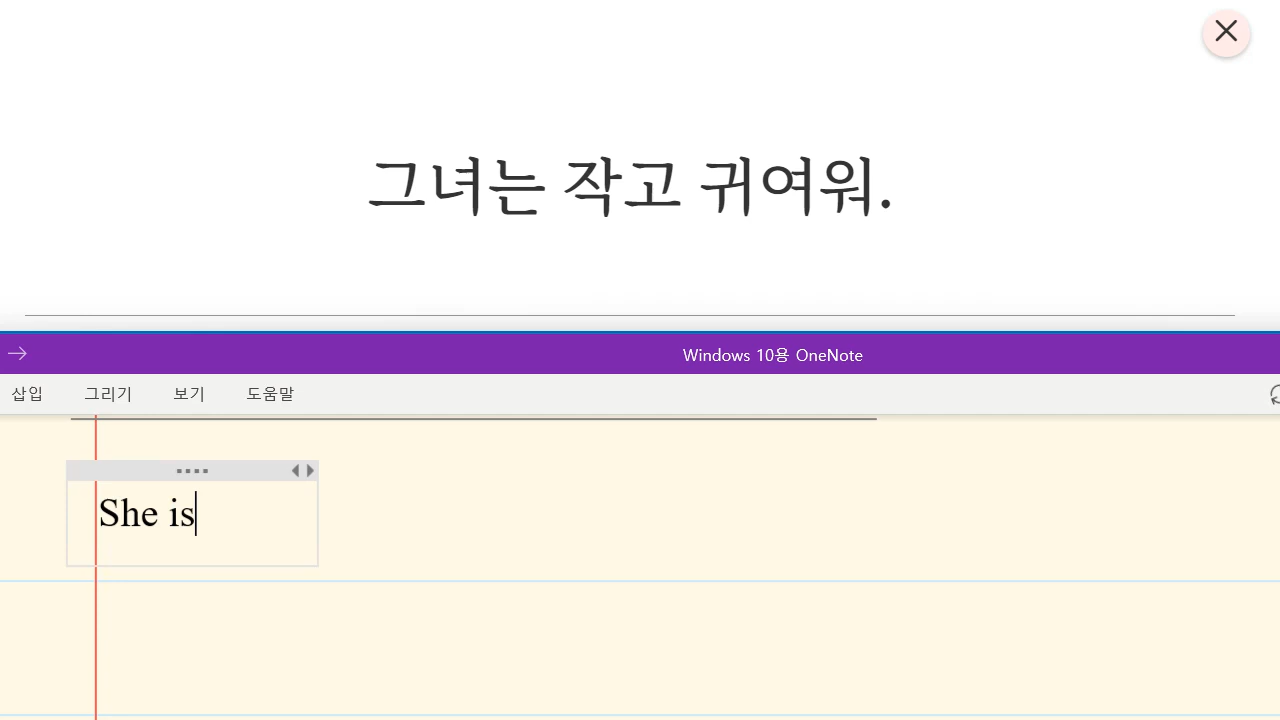 그녀는 작고 귀여워.
Windows 10용 OneNote
삽입 그리기 보기 도움말
She is